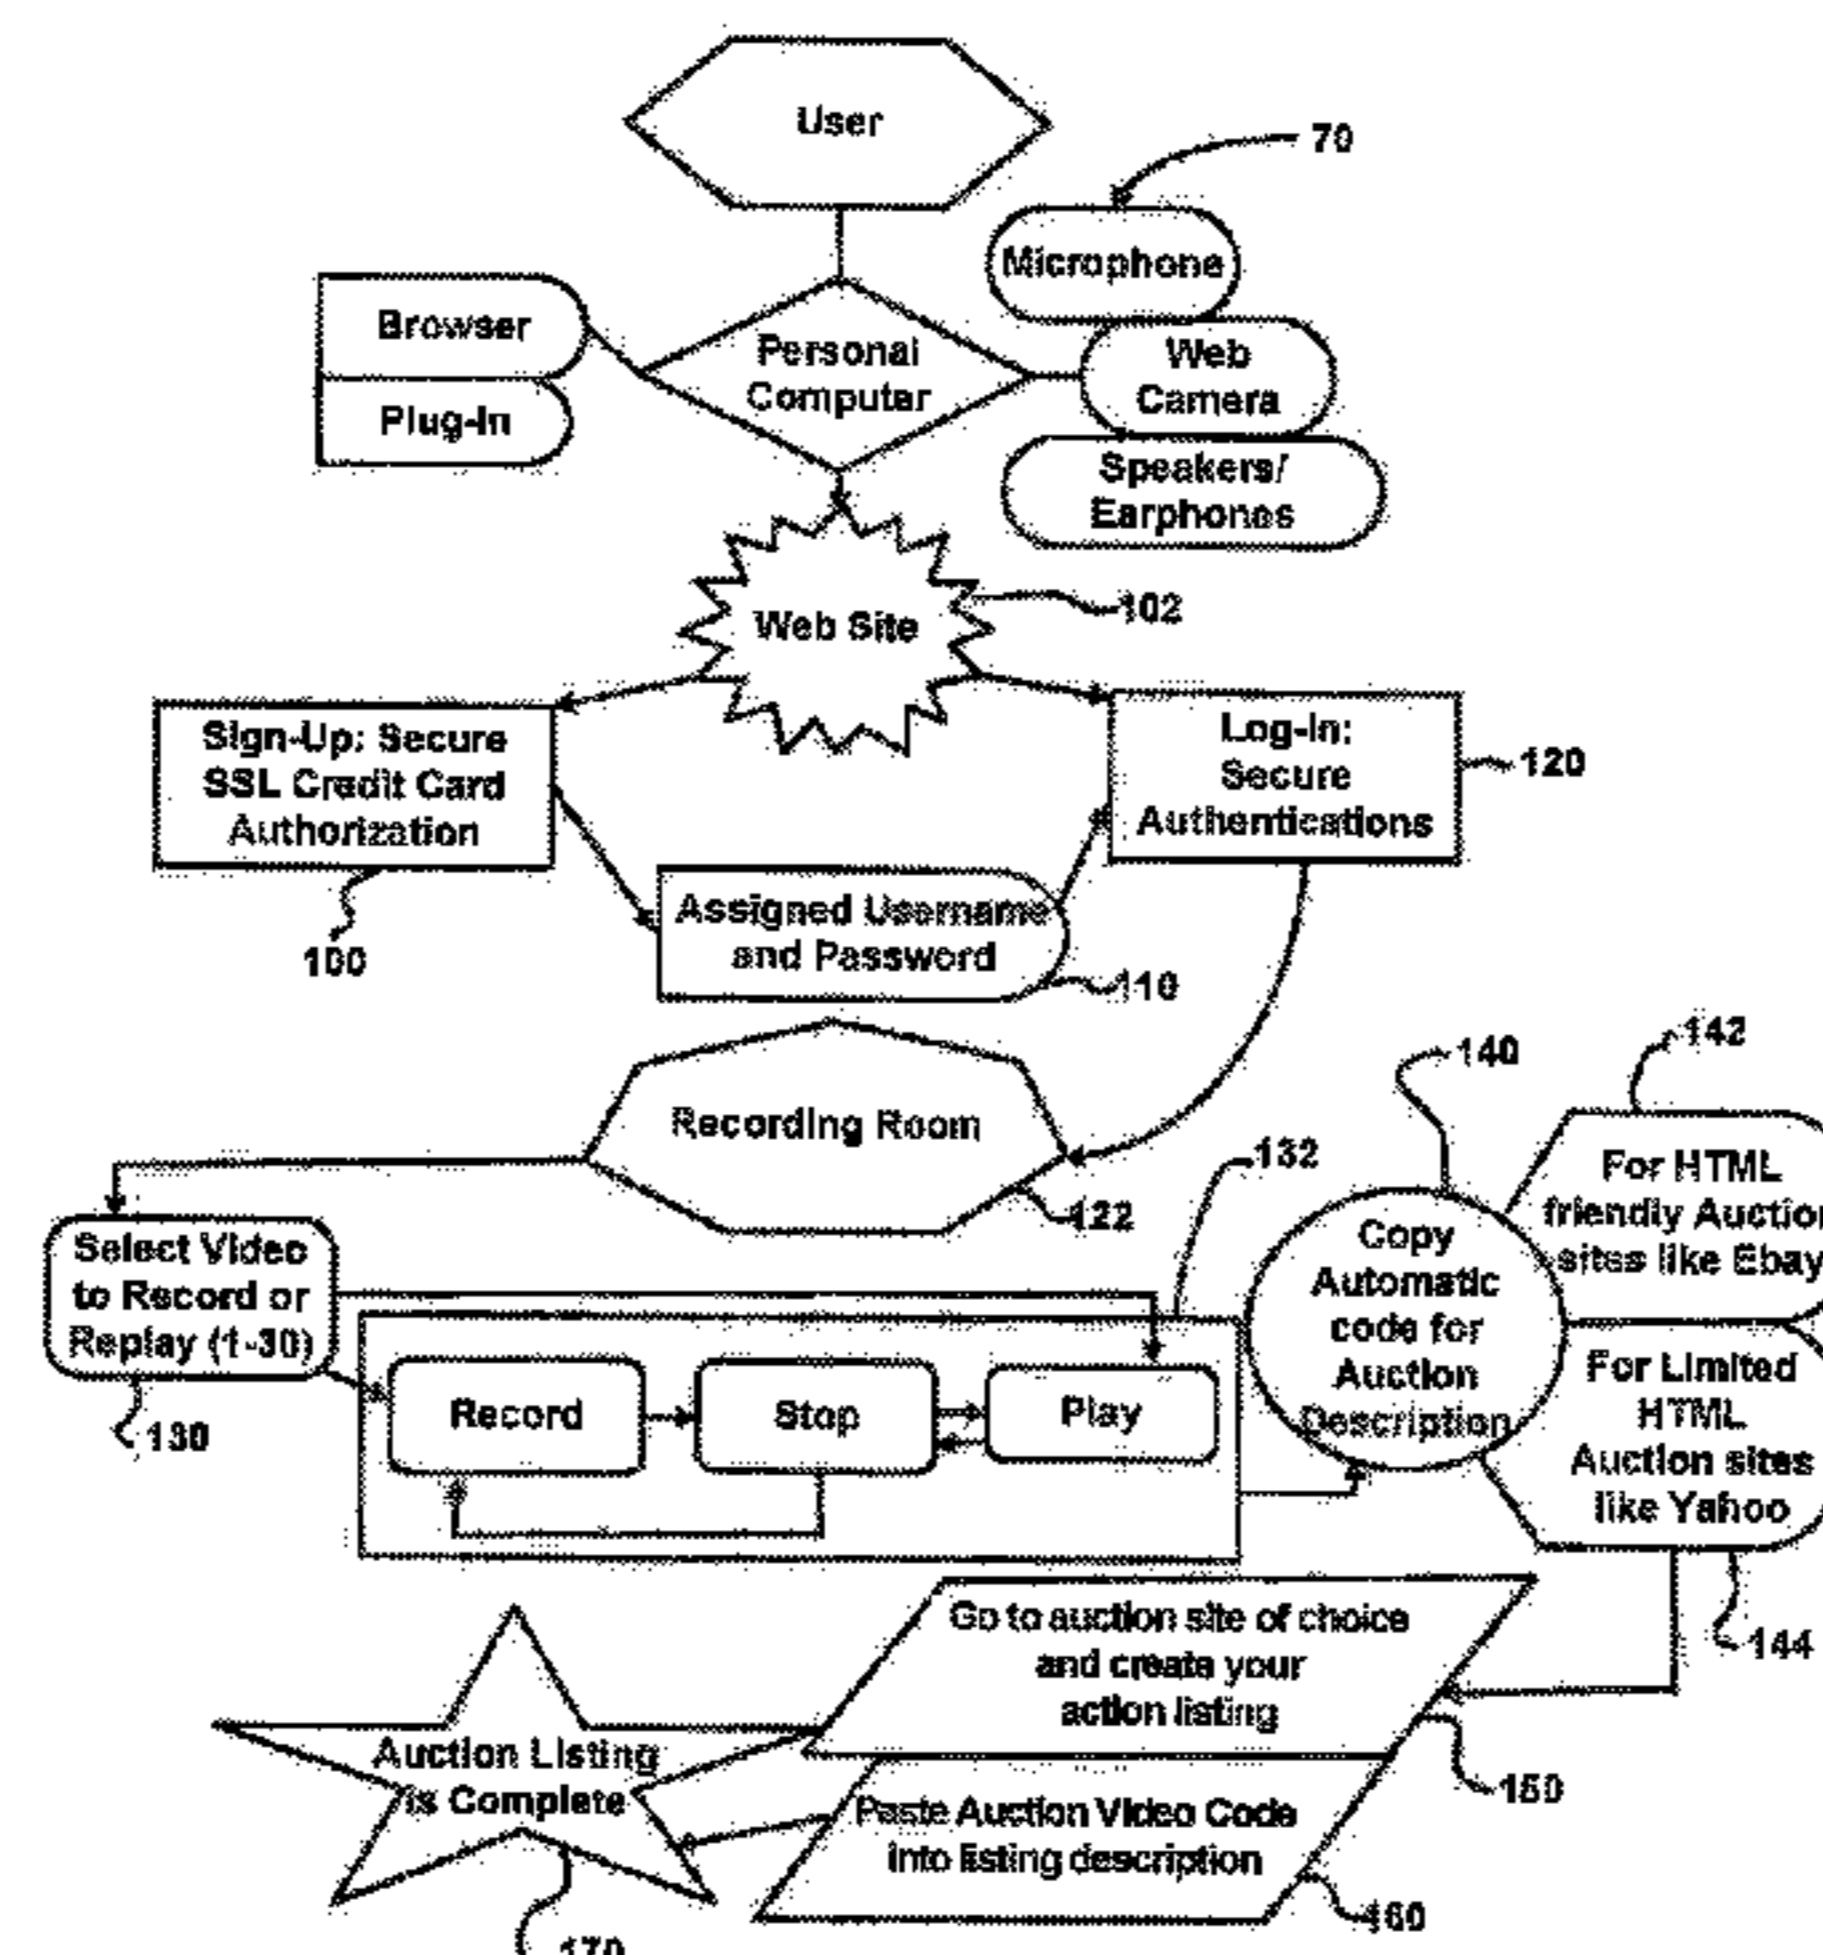 User
70
Microphone
Browser
Personal
Computer
Web
Camera
Plug-In
Speakers/
Earphones
Web Site
102
Sign-Up: Secure
SSL Credit Card
Authorization
Log-In:
Secure
Authentications
120
100
Assigned Username
and Password
110
Recording Room
122
132
140
142
Select Video
to Record or
Replay (1-30)
130
Record
Stop
Play
Copy
Automatic
code for
Auction
Description
For HTML
friendly Auction
sites like Ebay
For Limited
HTML
Auction sites
like Yahoo
144
Go to auction site of choice
and create your
action listing
150
Auction Listing
is Complete
Paste Auction Video Code
into listing description
160
170